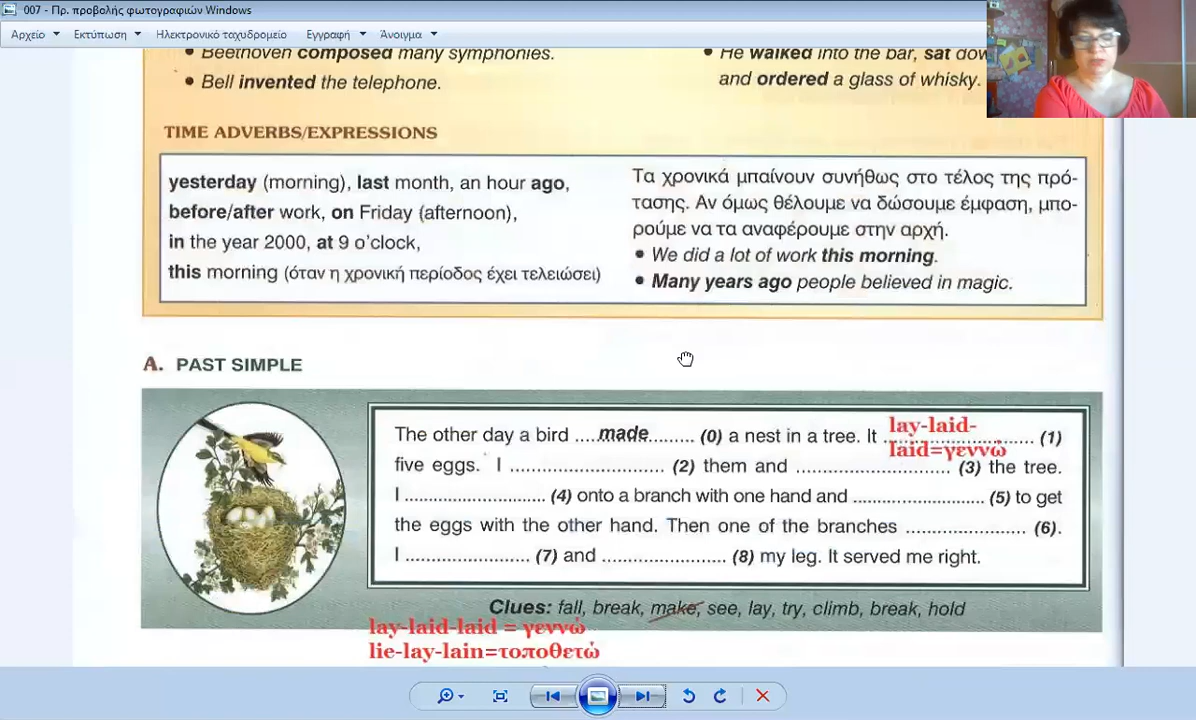 007 - Πρ. προβολής φωτογραφιών Windows
Αρχείο Εκτύπωση Ηλεκτρονικό ταχυδρομείο Εγγραφή Άνοιγμα
• Beethoven composed many symphonies.
• Bell invented the telephone.
• He walked into the bar, sat dow
and ordered a glass of whisky.
TIME ADVERBS/EXPRESSIONS
yesterday (morning), last month, an hour ago,
before/after work, on Friday (afternoon),
in the year 2000, at 9 o'clock,
this morning (όταν η χρονική περίοδος έχει τελειώσει)
Τα χρονικά μπαίνουν συνήθως στο τέλος της πρό-
τασης. Αν όμως θέλουμε να δώσουμε έμφαση, μπο-
ρούμε να τα αναφέρουμε στην αρχή.
• We did a lot of work this morning.
• Many years ago people believed in magic.
A. PAST SIMPLE
The other day a bird ....made......... (0) a nest in a tree. It .............................. (1)
lay-laid-
laid=γεννώ
five eggs. I ............................... (2) them and ............................... (3) the tree.
I ............................ (4) onto a branch with one hand and .......................... (5) to get
the eggs with the other hand. Then one of the branches ........................ (6).
I ........................ (7) and ......................... (8) my leg. It served me right.
Clues: fall, break, make, see, lay, try, climb, break, hold
lay-laid-laid = γεννώ
lie-lay-lain=τοποθετώ